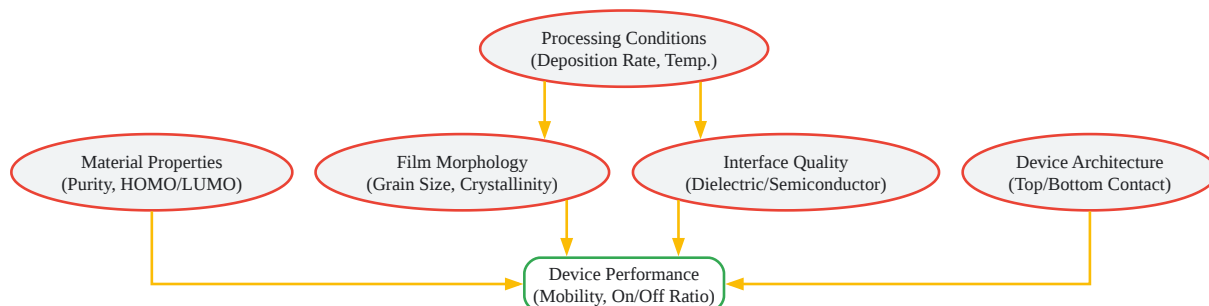 Processing Conditions
(Deposition Rate, Temp.)
Material Properties
(Purity, HOMO/LUMO)
Film Morphology
(Grain Size, Crystallinity)
Interface Quality
(Dielectric/Semiconductor)
Device Architecture
(Top/Bottom Contact)
Device Performance
(Mobility, On/Off Ratio)